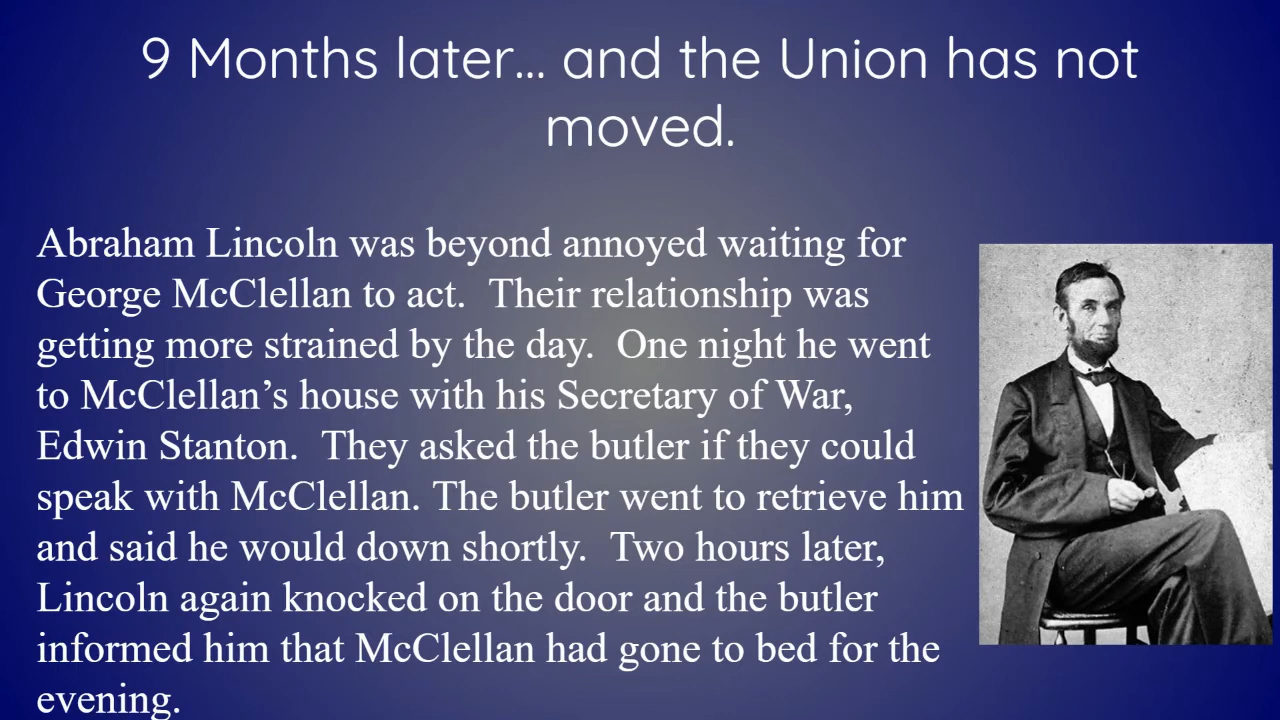 9 Months later... and the Union has not
moved.
Abraham Lincoln was beyond annoyed waiting for
George McClellan to act.  Their relationship was
getting more strained by the day.  One night he went
to McClellan’s house with his Secretary of War,
Edwin Stanton.  They asked the butler if they could
speak with McClellan. The butler went to retrieve him
and said he would down shortly.  Two hours later,
Lincoln again knocked on the door and the butler
informed him that McClellan had gone to bed for the
evening.